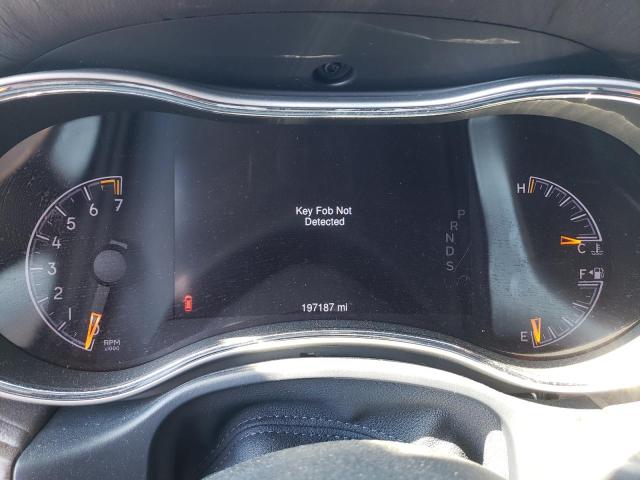 7
6
5
4
3
2
1
0
RPM
x1000
Key Fob Not
Detected
197187 mi
P
R
N
D
S
H
C
F
E